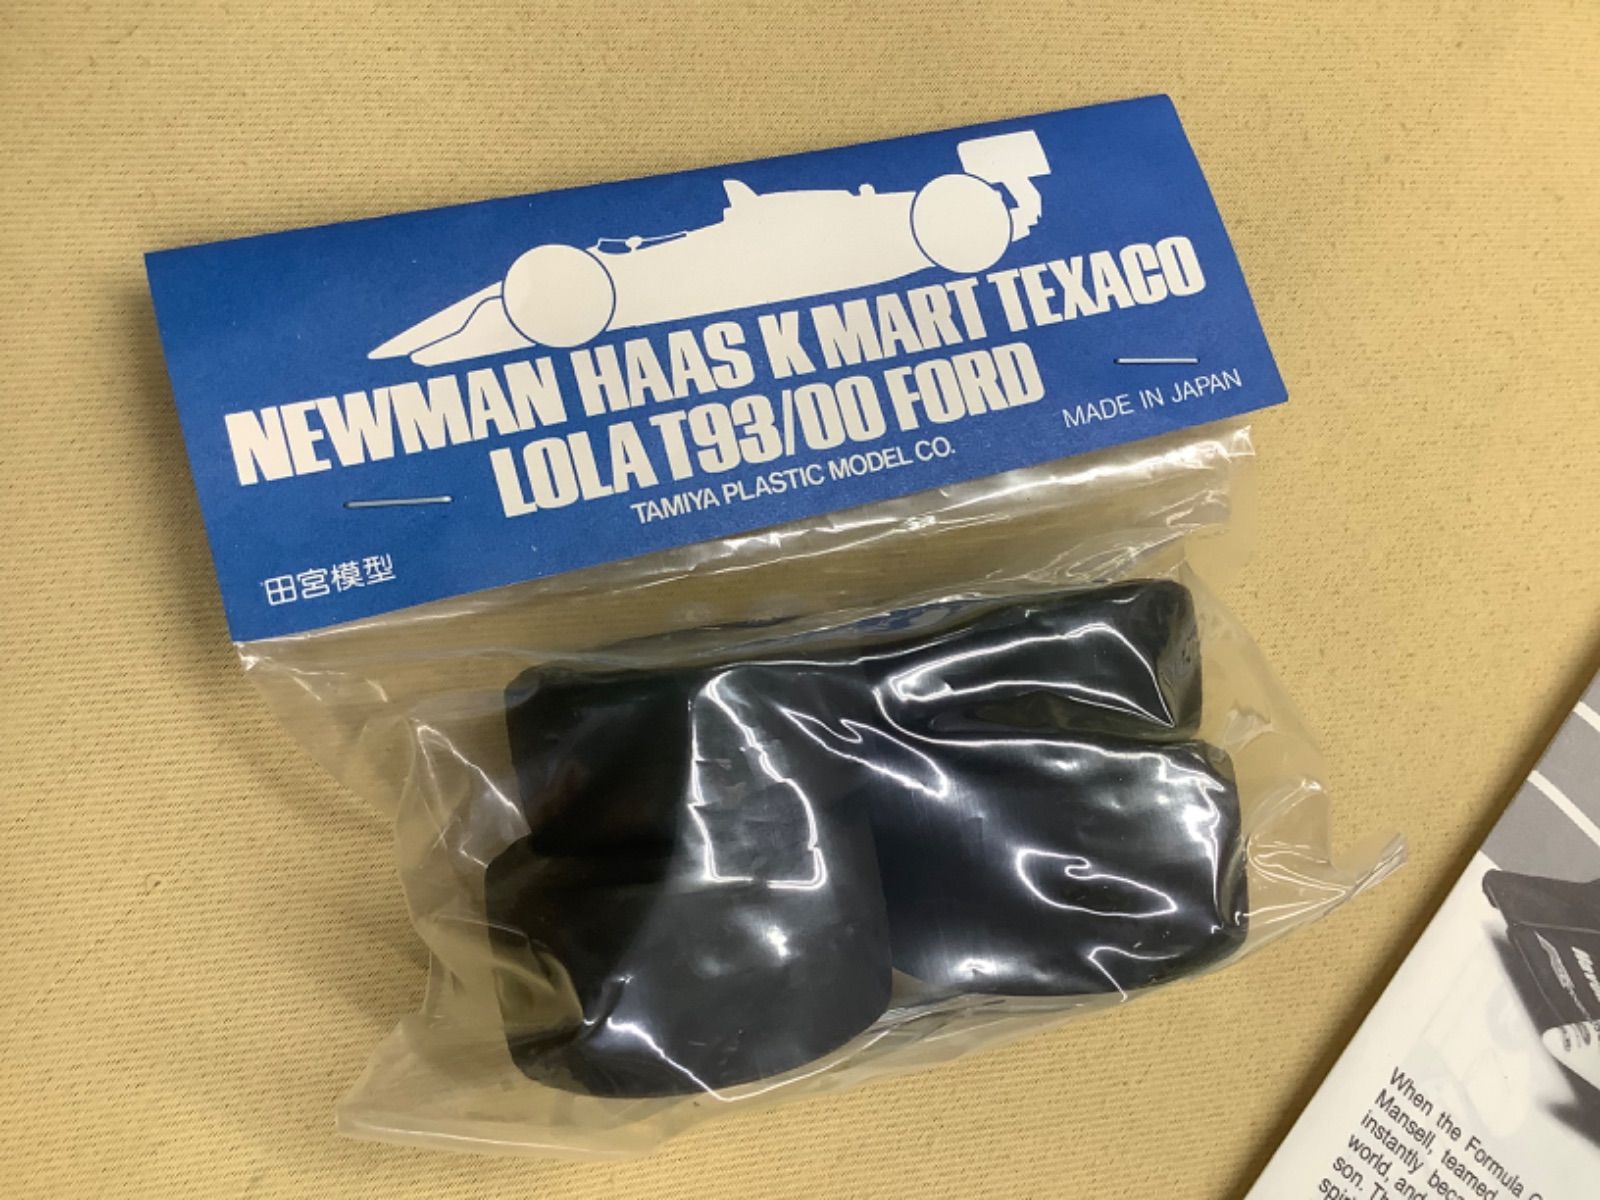 NEWMAN HAAS K MART TEXACO
LOLA T93/00 FORD
TAMIYA PLASTIC MODEL CO.
MADE IN JAPAN
田宮模型
When the Formula
Mansell, teamed
instantly
world, and
son.